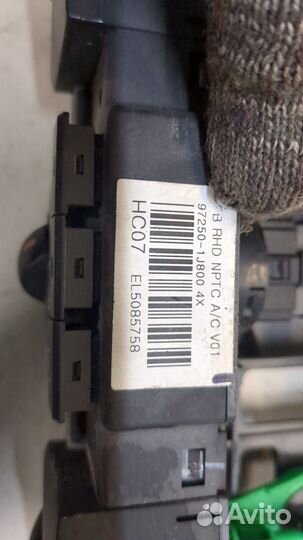 RHD NPTC A/C V01
97250-1J800 4X
HC07 EL5085758
Avito